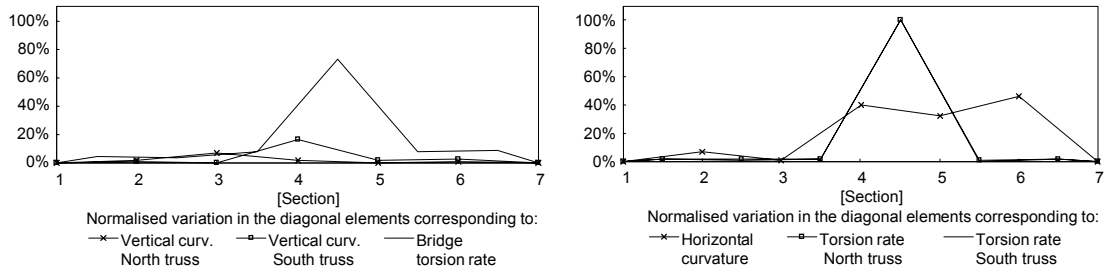 100%
80%
60%
40%
20%
0%
1 2 3 4 5 6 7
[Section]
Normalised variation in the diagonal elements corresponding to:
Vertical curv. North truss
Vertical curv. South truss
Bridge torsion rate
100%
80%
60%
40%
20%
0%
1 2 3 4 5 6 7
[Section]
Normalised variation in the diagonal elements corresponding to:
Horizontal curvature
Torsion rate North truss
Torsion rate South truss